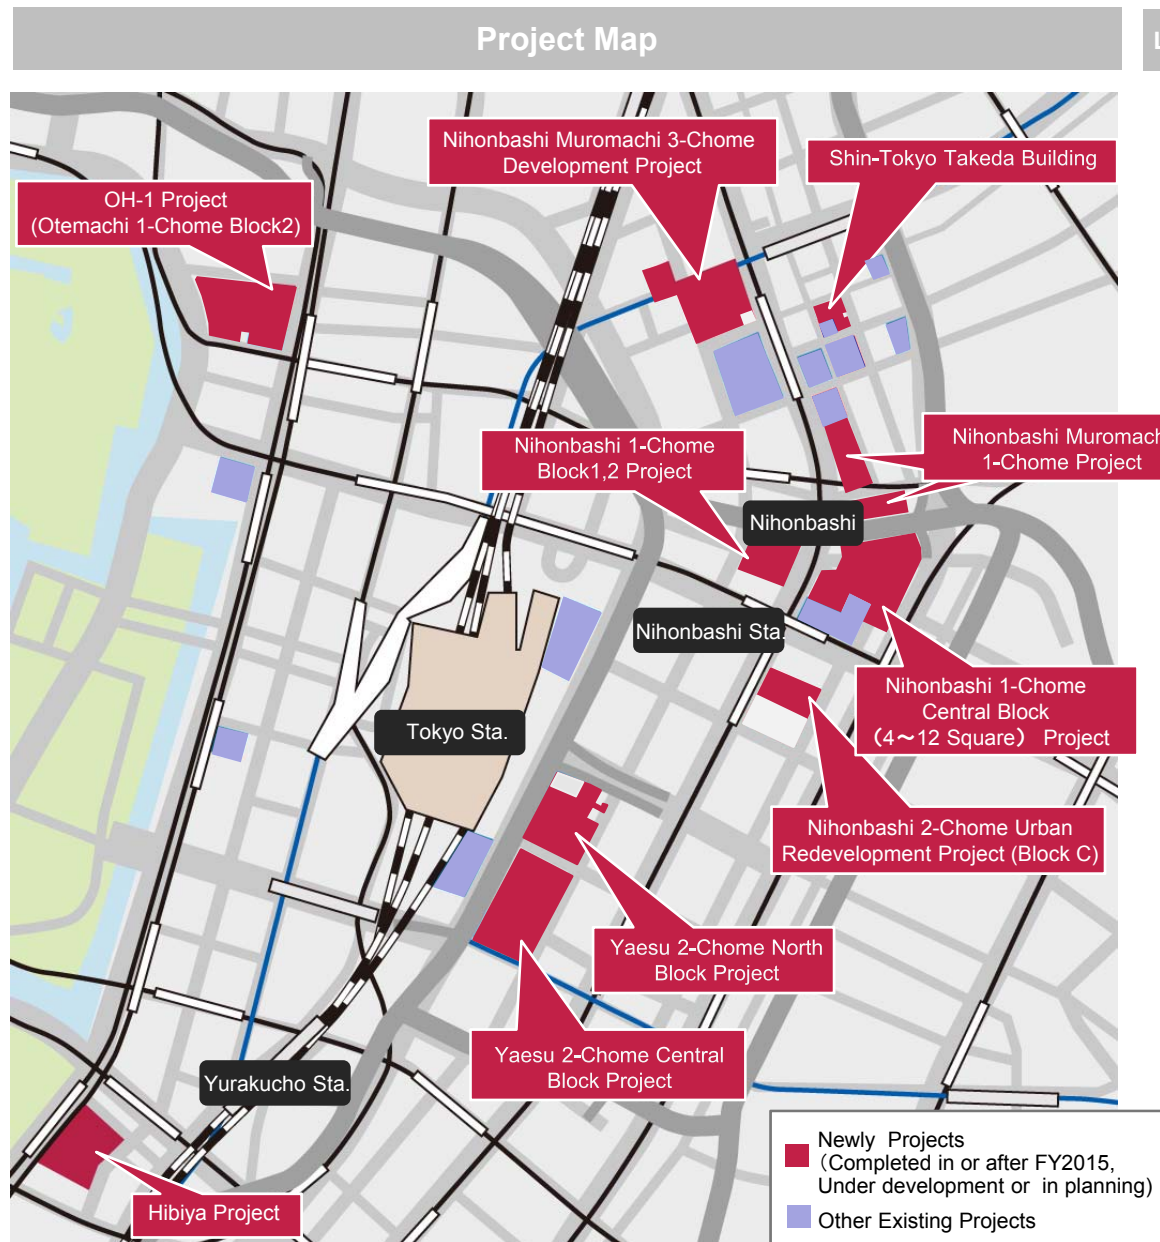 Project Map
L
Nihonbashi Muromachi 3-Chome
Development Project
Shin-Tokyo Takeda Building
OH-1 Project
(Otemachi 1-Chome Block2)
Nihonbashi 1-Chome
Block1,2 Project
Nihonbashi Muromach
1-Chome Project
Nihonbashi
Nihonbashi Sta.
Tokyo Sta.
Nihonbashi 1-Chome
Central Block
（4～12 Square） Project
Nihonbashi 2-Chome Urban
Redevelopment Project (Block C)
Yaesu 2-Chome North
Block Project
Yaesu 2-Chome Central
Block Project
Yurakucho Sta.
Hibiya Project
Newly Projects
（Completed in or after FY2015,
Under development or in planning)
Other Existing Projects